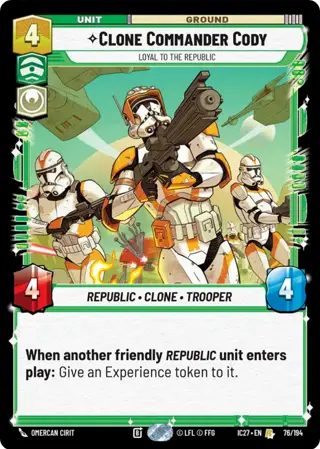 UNIT
GROUND
4
✧CLONE COMMANDER CODY
LOYAL TO THE REPUBLIC
4
4
REPUBLIC • CLONE • TROOPER
When another friendly REPUBLIC unit enters
play: Give an Experience token to it.
OMERCAN CIRIT
© LFL © FFG
IC27 • EN
76/194